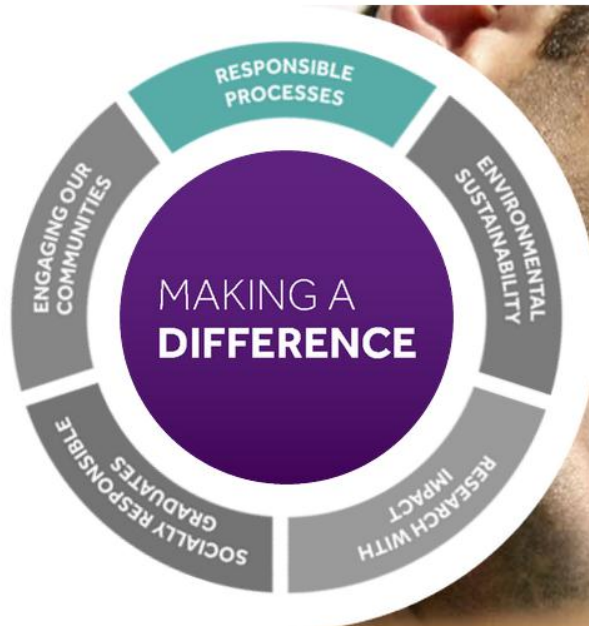 RESPONSIBLE
PROCESSES
ENVIRONMENTAL
SUSTAINABILITY
RESEARCH WITH
IMPACT
SOCIALLY RESPONSIBLE
GRADUATES
ENGAGING OUR
COMMUNITIES
MAKING A
DIFFERENCE